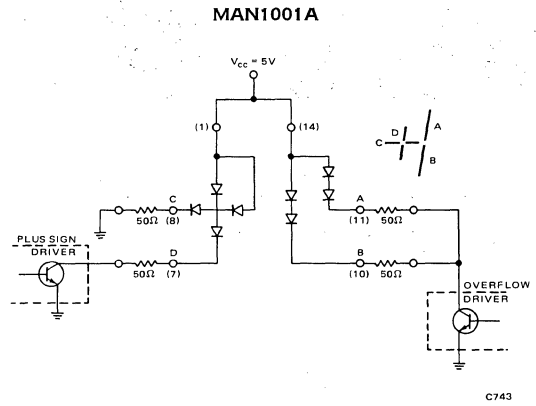 MAN1001A
V_CC = 5V
(1)
(14)
D
A
C
B
C
50Ω
(8)
A
(11)
50Ω
PLUS SIGN
DRIVER
50Ω
D
(7)
B
(10)
50Ω
OVERFLOW
DRIVER
C743